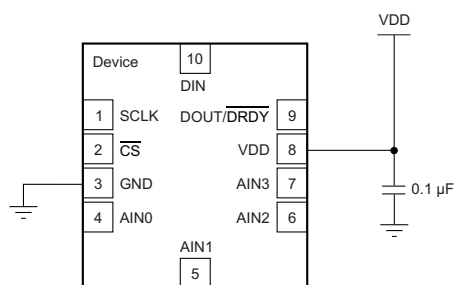 VDD
Device
10
DIN
1 SCLK DOUT/DRDY 9
2 CS VDD 8
3 GND AIN3 7
4 AIN0 AIN2 6
0.1 µF
AIN1
5